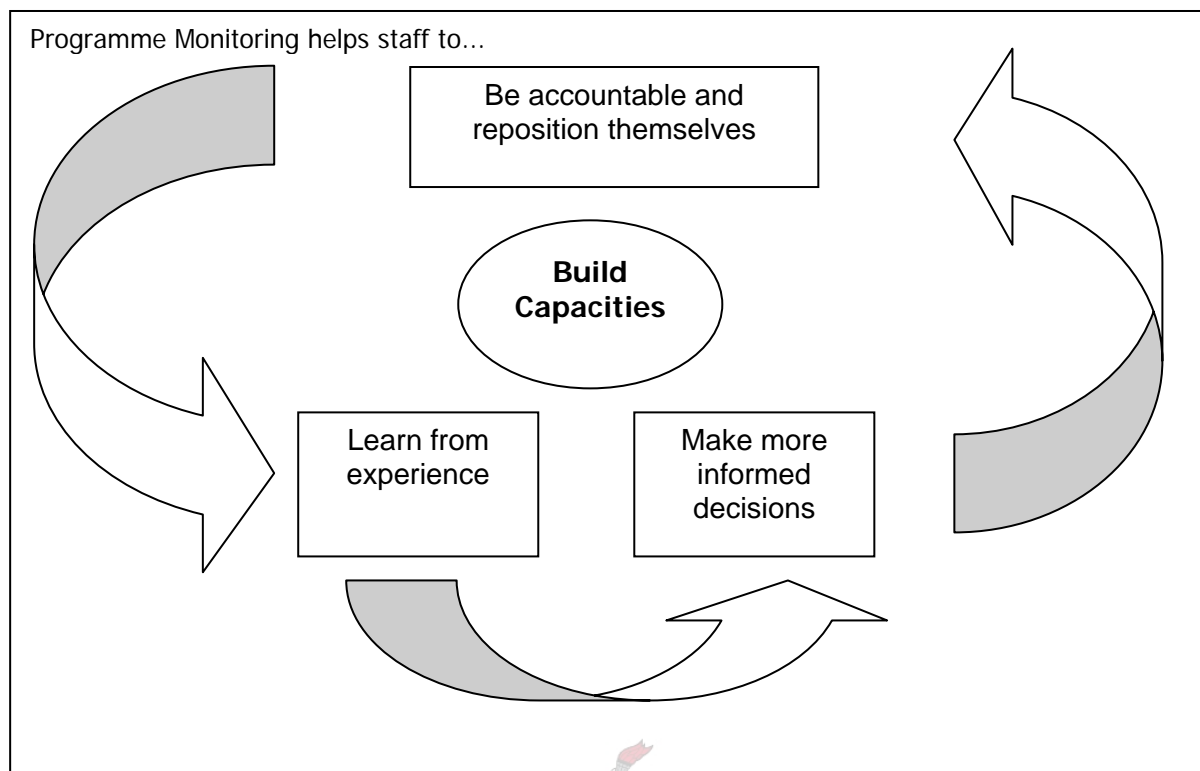 Programme Monitoring helps staff to...
Be accountable and
reposition themselves
Build
Capacities
Learn from
experience
Make more
informed
decisions